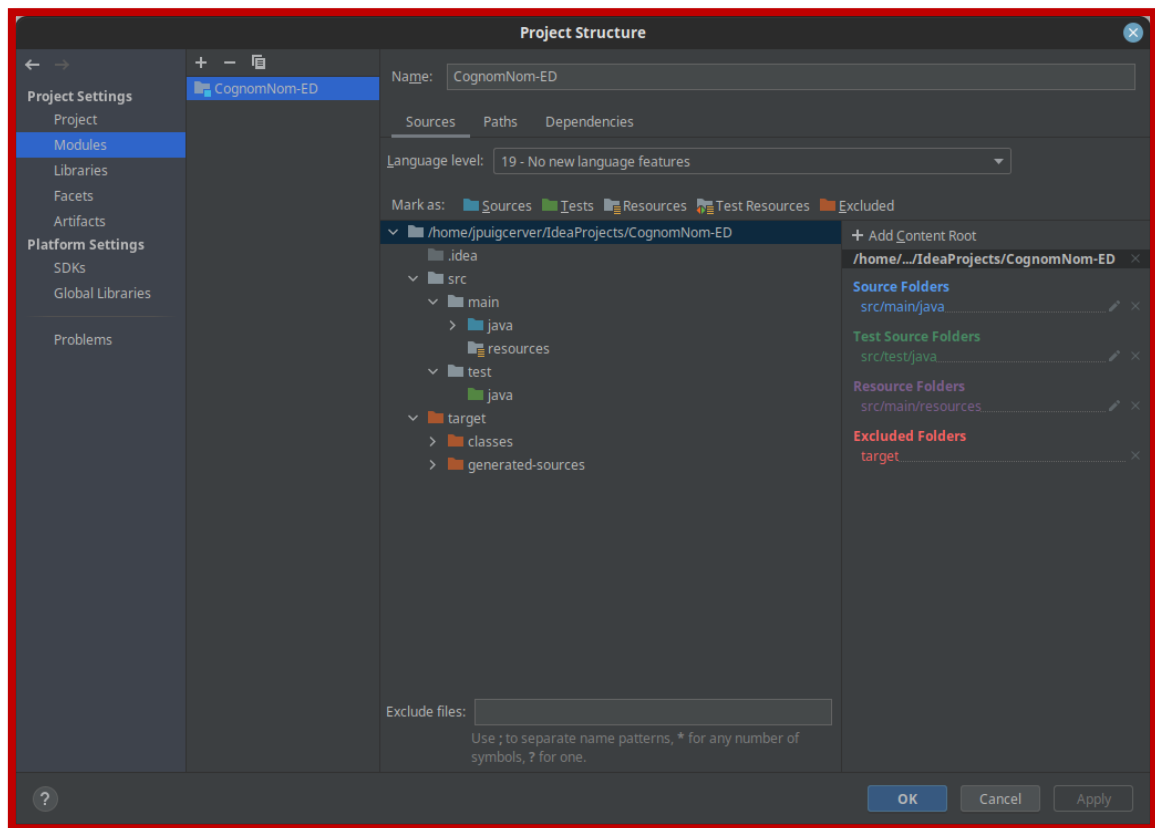 Project Structure
Project Settings
Project
Modules
Libraries
Facets
Artifacts
Platform Settings
SDKs
Global Libraries
Problems
CognomNom-ED
Name: CognomNom-ED
Sources Paths Dependencies
Language level: 19 - No new language features
Mark as: Sources Tests Resources Test Resources Excluded
/home/jpuigcerver/IdeaProjects/CognomNom-ED
.idea
src
main
java
resources
test
java
target
classes
generated-sources
+ Add Content Root
/home/.../IdeaProjects/CognomNom-ED
Source Folders
src/main/java
Test Source Folders
src/test/java
Resource Folders
src/main/resources
Excluded Folders
target
Exclude files:
Use ; to separate name patterns, * for any number of
symbols, ? for one.
?
OK Cancel Apply